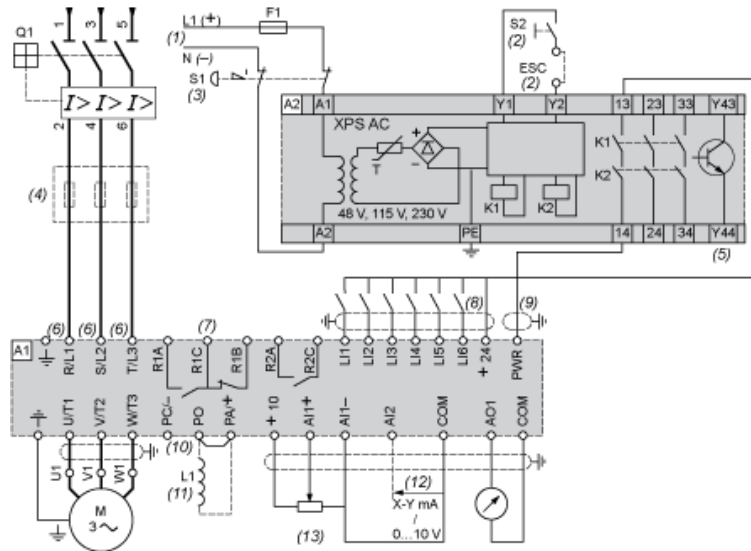 1 3 5
Q1
I> I> I>
2 4 6
(4)
L1 (+) F1
(1)
N (–)
S1
(3)
S2
(2)
ESC
(2)
A2 A1 Y1 Y2 13 23 33 Y43
XPS AC
+
–
T
K1
K2
K1 K2
48 V, 115 V, 230 V
A2 PE 14 24 34 Y44
(5)
(6) (6) (6) (7) (8) (9)
A1
R/L1 S/L2 T/L3 R1A R1C R1B R2A R2C LI1 LI2 LI3 LI4 LI5 LI6 + 24 PWR
U/T1 V/T2 W/T3 PC/- PO PA/+ + 10 AI1+ AI1- AI2 COM AO1 COM
(10)
U1 V1 W1
L1
(11)
(12)
X-Y mA
/
0...10 V
(13)
M
3 ~